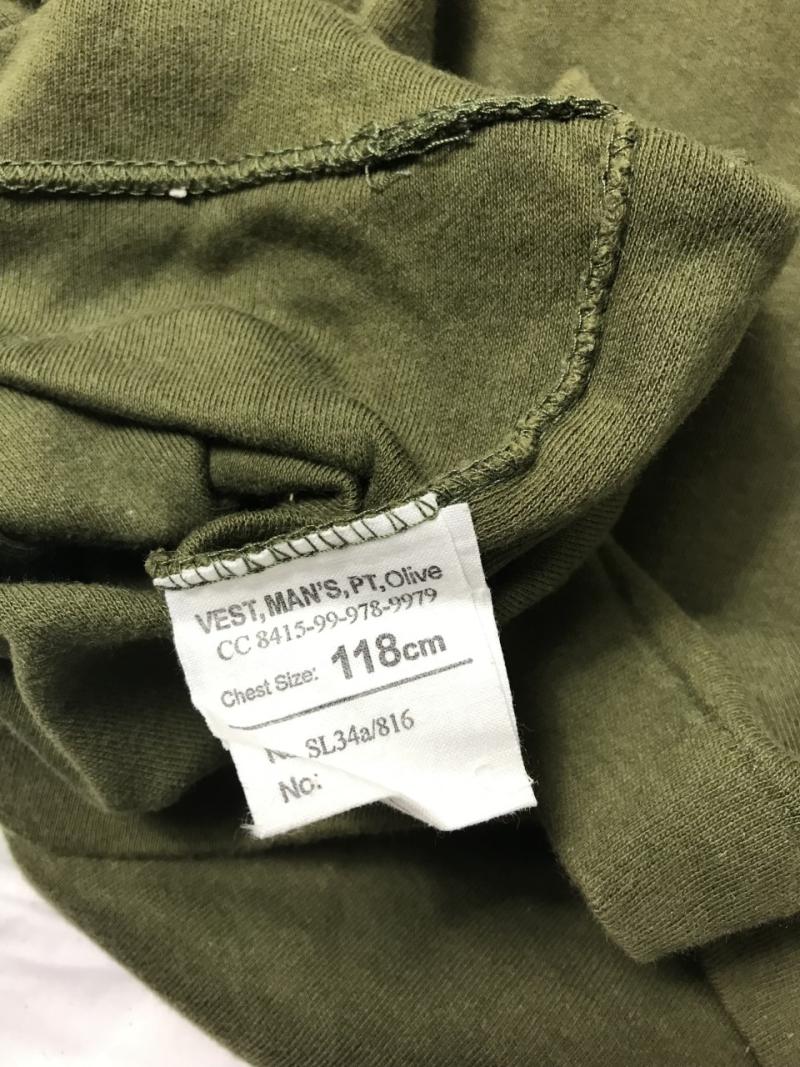 VEST,MAN'S,PT,Olive
CC 8415-99-978-9979
Chest Size: 118cm
SL34a/816
No: